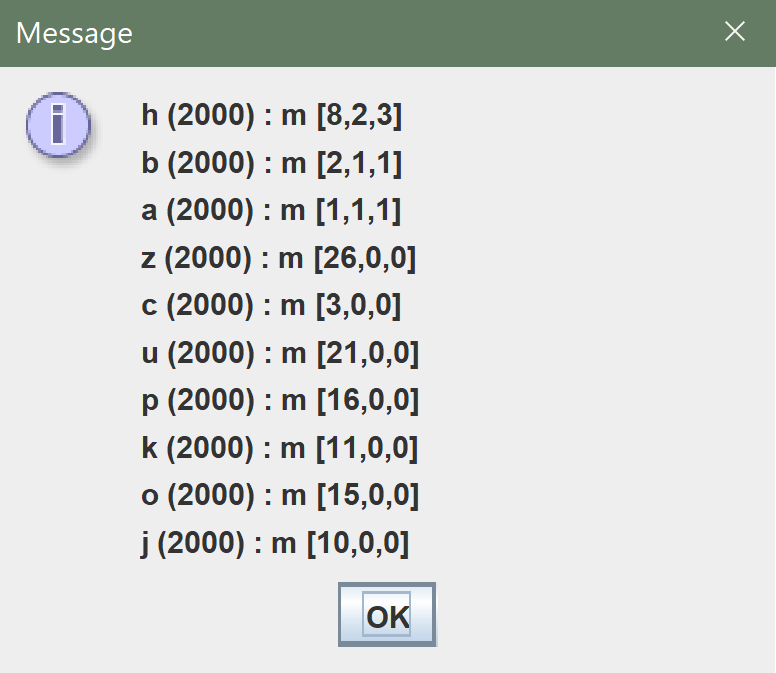 Message
h (2000) : m [8,2,3]
b (2000) : m [2,1,1]
a (2000) : m [1,1,1]
z (2000) : m [26,0,0]
c (2000) : m [3,0,0]
u (2000) : m [21,0,0]
p (2000) : m [16,0,0]
k (2000) : m [11,0,0]
o (2000) : m [15,0,0]
j (2000) : m [10,0,0]
OK